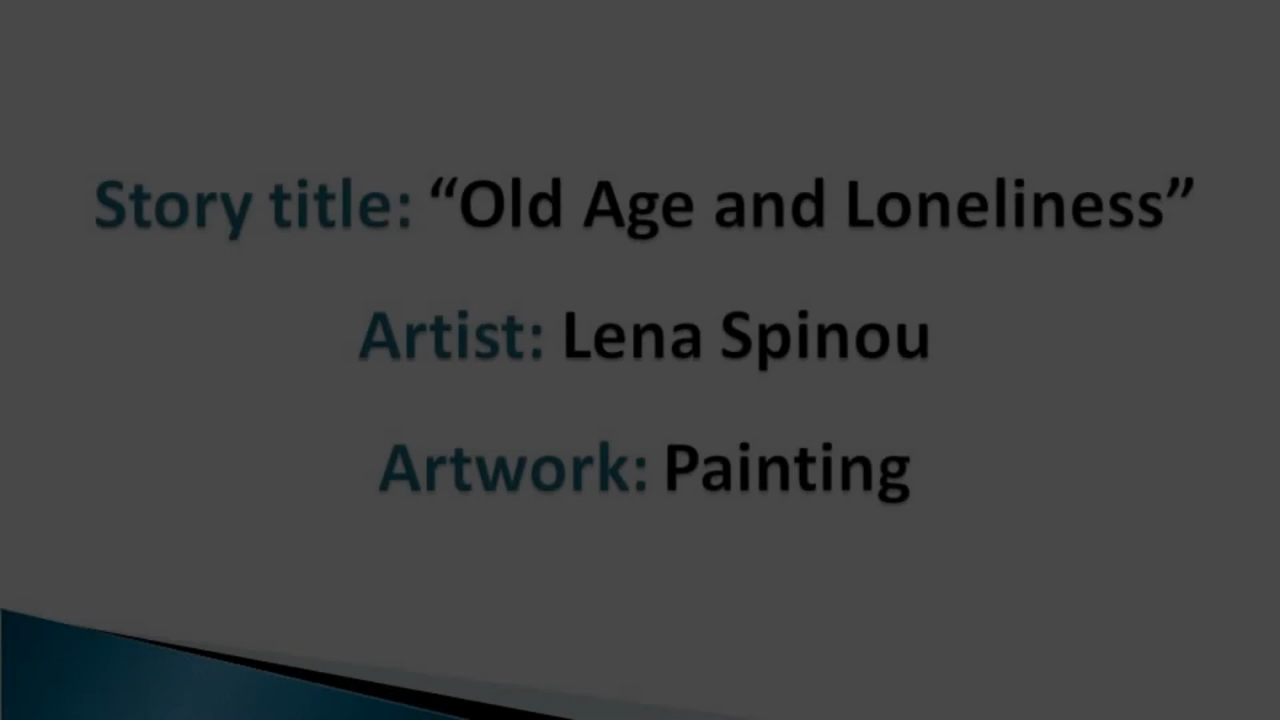 Story title: “Old Age and Loneliness”
Artist: Lena Spinou
Artwork: Painting